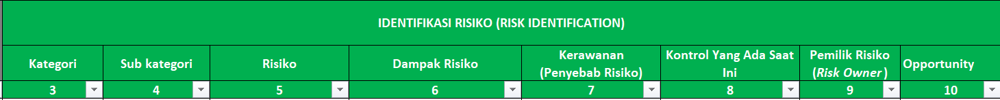 IDENTIFIKASI RISIKO (RISK IDENTIFICATION)
Kategori
Sub kategori
Risiko
Dampak Risiko
Kerawanan
(Penyebab Risiko)
Kontrol Yang Ada Saat
Ini
Pemilik Risiko
(Risk Owner)
Opportunity
3
4
5
6
7
8
9
10